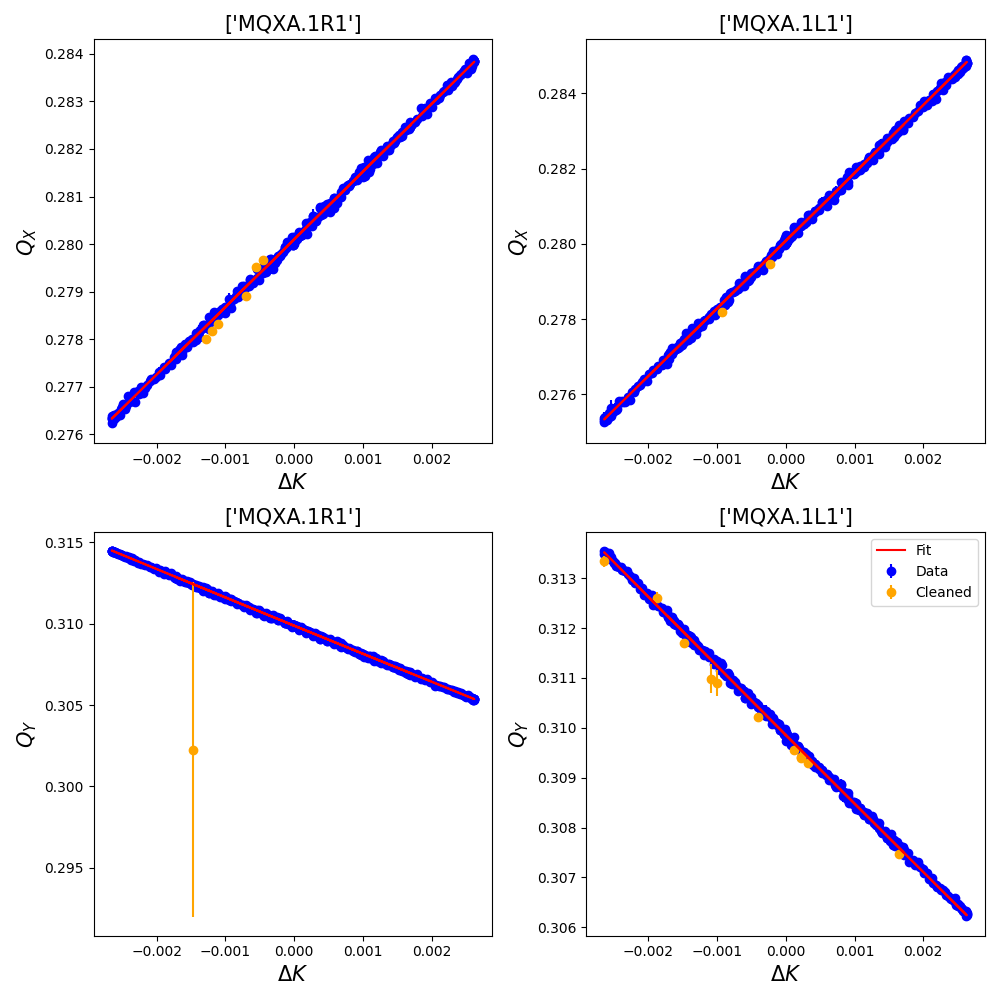 ['MQXA.1R1']
0.284
0.283
0.282
0.281
0.280
0.279
0.278
0.277
0.276
Q_X
−0.002 −0.001 0.000 0.001 0.002
ΔK
['MQXA.1L1']
0.284
0.282
0.280
0.278
0.276
Q_X
−0.002 −0.001 0.000 0.001 0.002
ΔK
['MQXA.1R1']
0.315
0.310
0.305
0.300
0.295
Q_Y
−0.002 −0.001 0.000 0.001 0.002
ΔK
['MQXA.1L1']
Fit
Data
Cleaned
0.313
0.312
0.311
0.310
0.309
0.308
0.307
0.306
Q_Y
−0.002 −0.001 0.000 0.001 0.002
ΔK